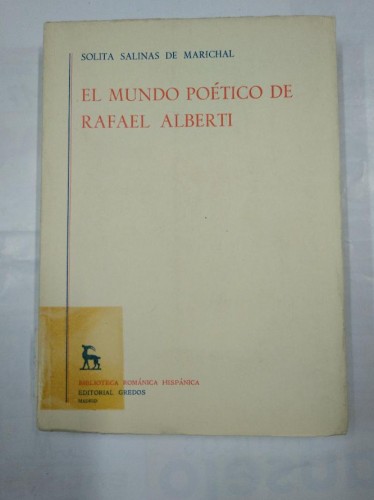 SOLITA SALINAS DE MARICHAL
EL MUNDO POÉTICO DE
RAFAEL ALBERTI
BIBLIOTECA ROMÁNICA HISPÁNICA
EDITORIAL GREDOS
MADRID